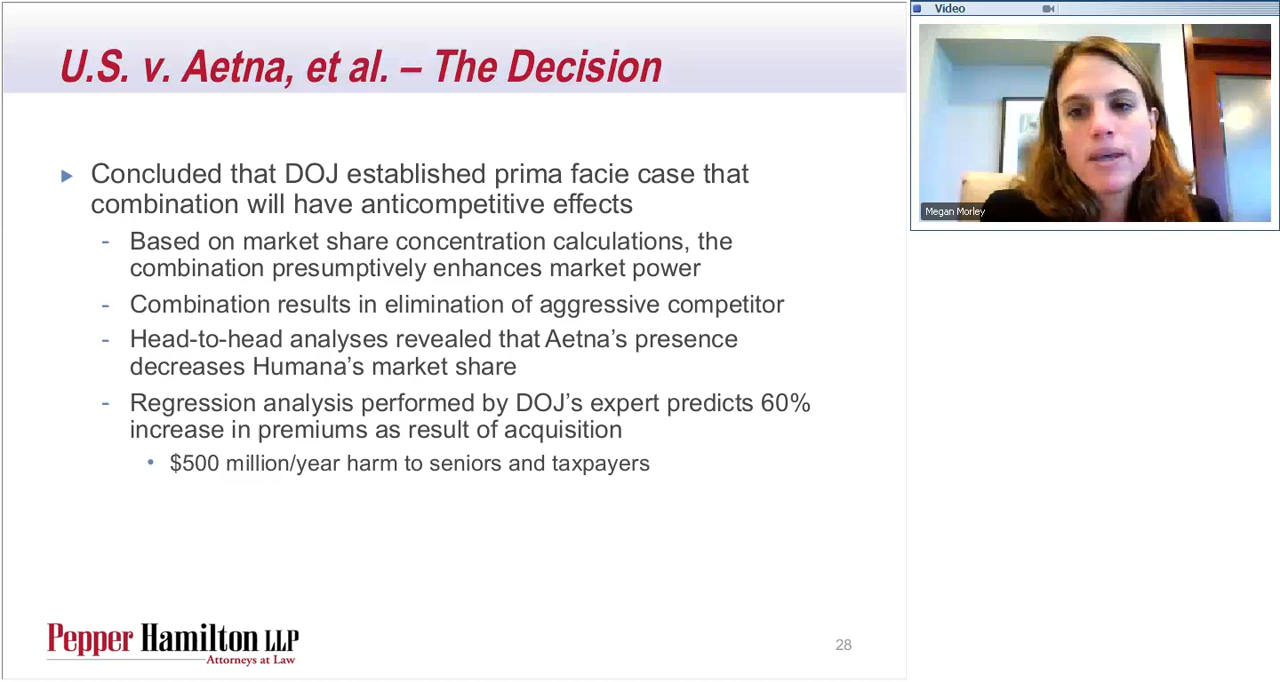 U.S. v. Aetna, et al. – The Decision
Concluded that DOJ established prima facie case that
combination will have anticompetitive effects
- Based on market share concentration calculations, the
combination presumptively enhances market power
- Combination results in elimination of aggressive competitor
- Head-to-head analyses revealed that Aetna’s presence
decreases Humana’s market share
- Regression analysis performed by DOJ’s expert predicts 60%
increase in premiums as result of acquisition
• $500 million/year harm to seniors and taxpayers
Pepper Hamilton LLP
Attorneys at Law
28
Video
Megan Morley